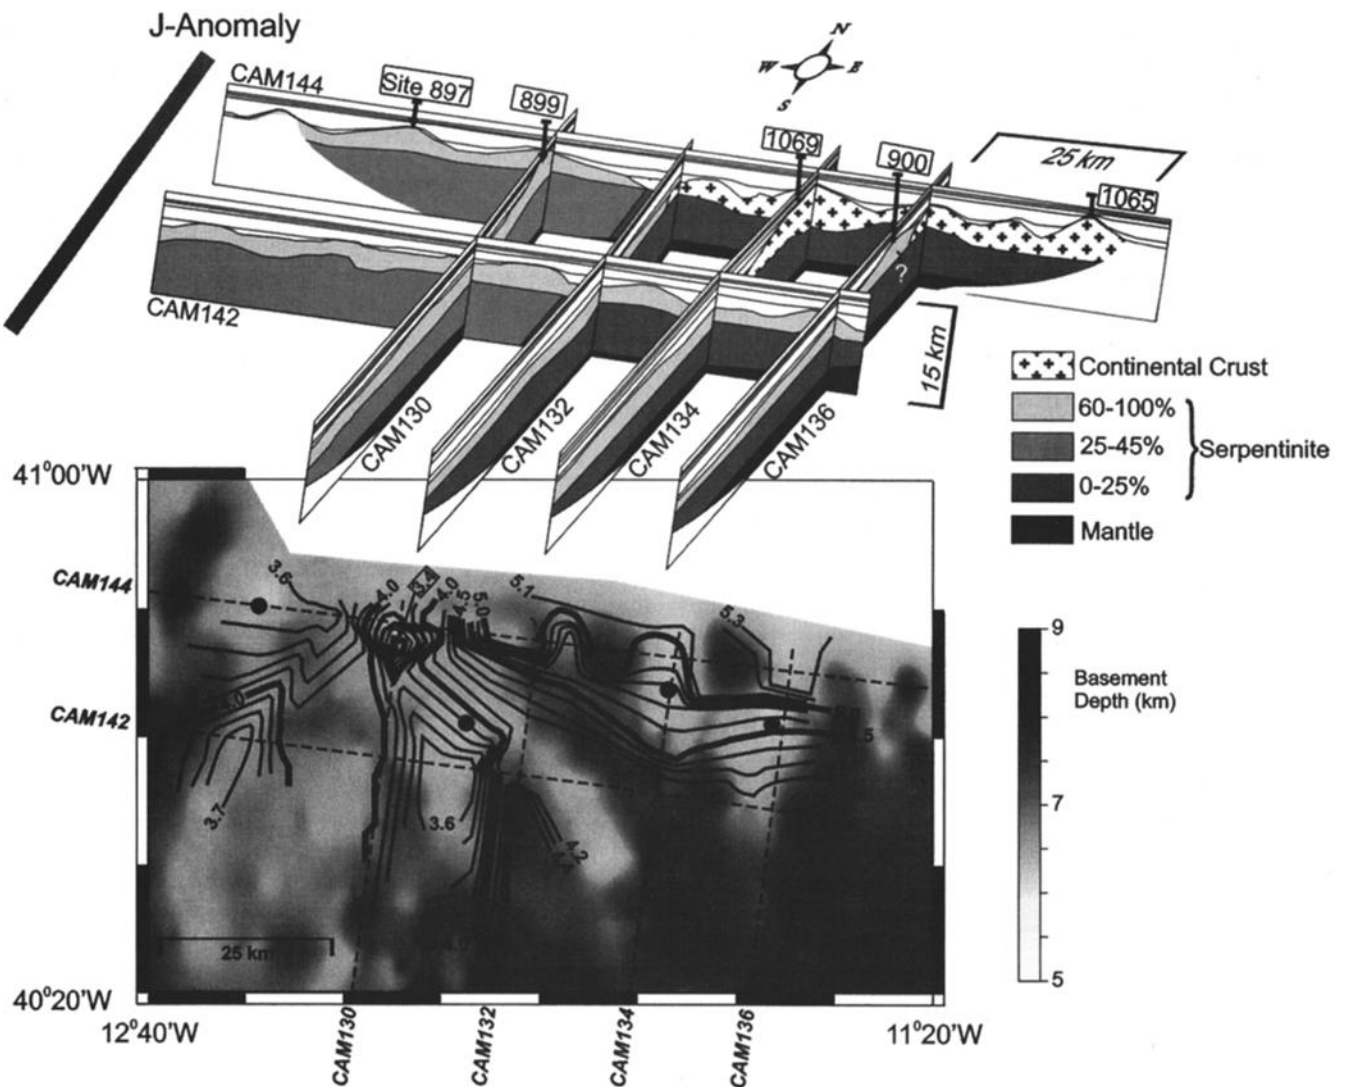 J-Anomaly
N
W E
S
CAM144
Site 897
899
1069
900
1065
25 km
?
CAM142
15 km
CAM130
CAM132
CAM134
CAM136
Continental Crust
60-100%
25-45%
0-25%
Serpentinite
Mantle
41°00'W
CAM144
CAM142
3.6
4.0
3.4
4.0
4.5
5.0
5.1
5.3
3.7
3.6
4.2
25 km
9
Basement
Depth (km)
7
5
40°20'W
12°40'W
11°20'W
CAM130
CAM132
CAM134
CAM136